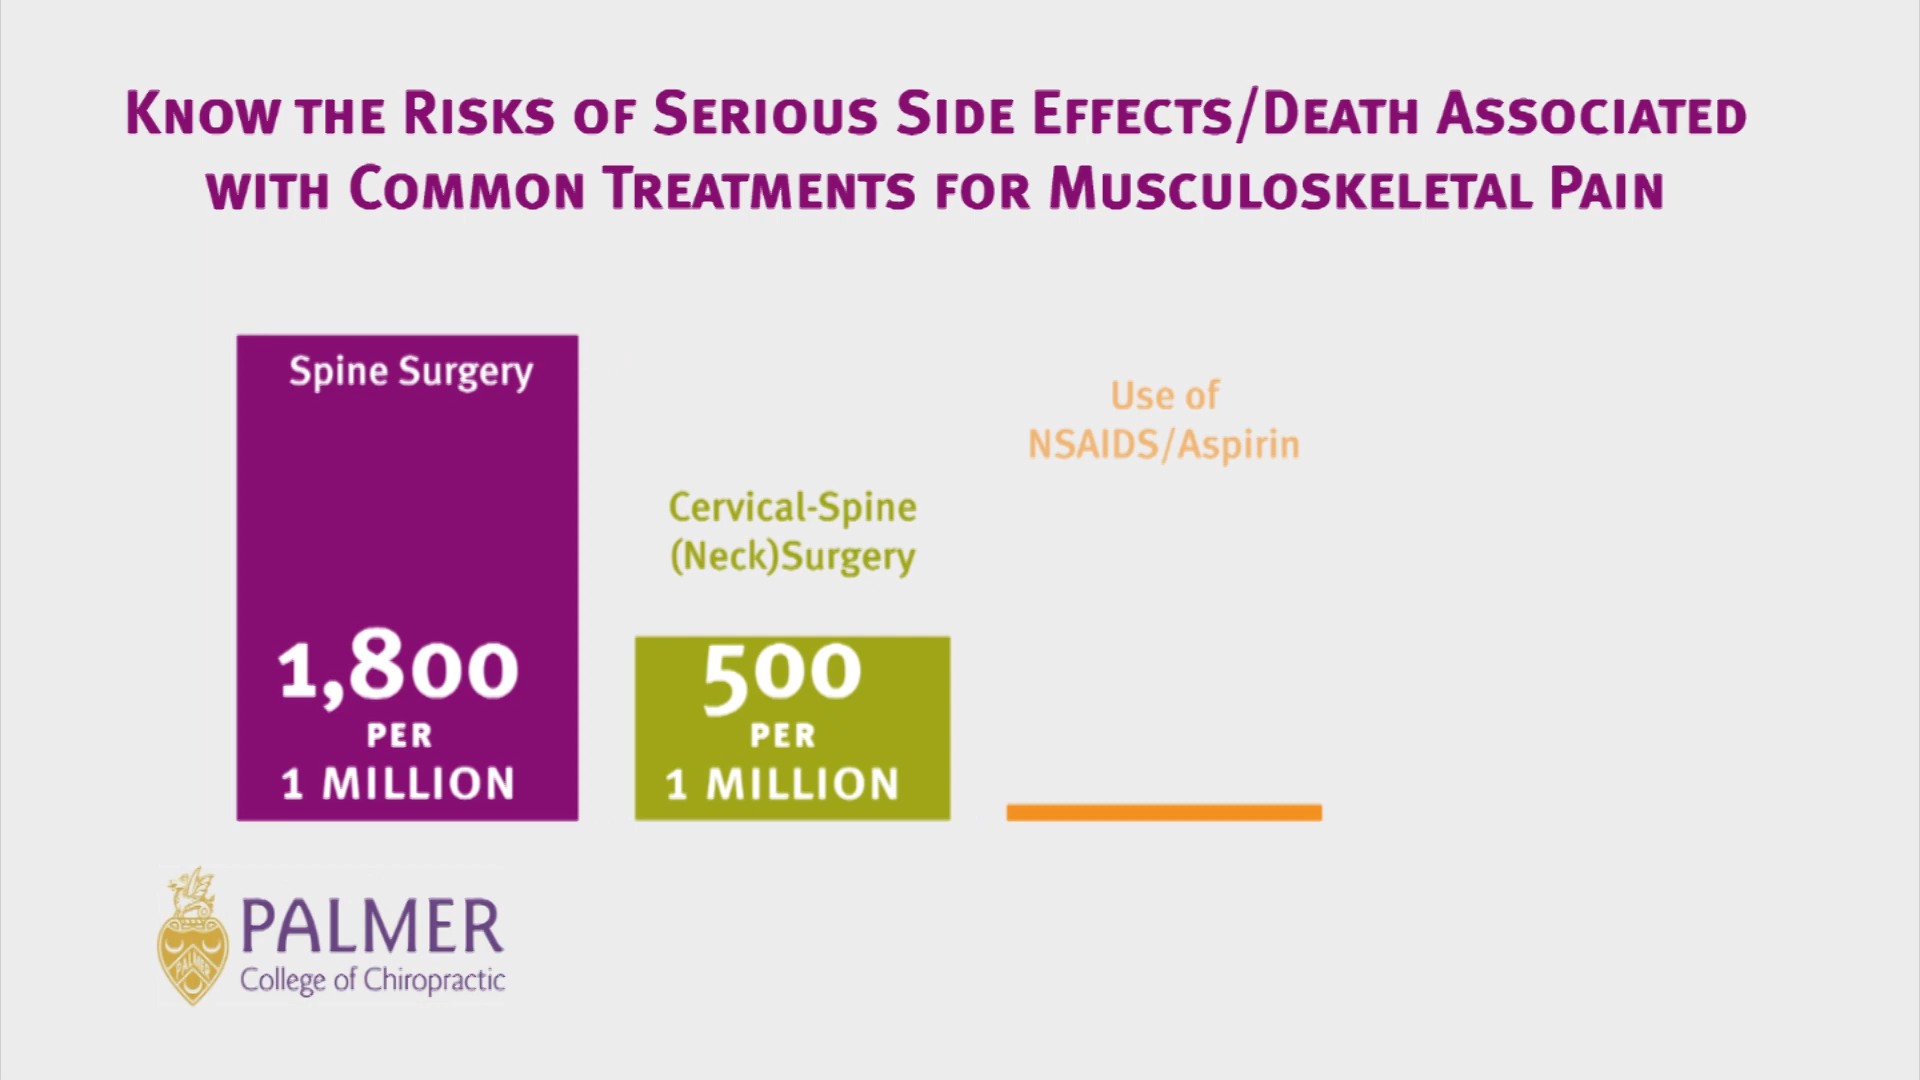 Know the Risks of Serious Side Effects/Death Associated
with Common Treatments for Musculoskeletal Pain
Spine Surgery
1,800
PER
1 MILLION
Cervical-Spine
(Neck)Surgery
500
PER
1 MILLION
Use of
NSAIDS/Aspirin
PALMER
PALMER
College of Chiropractic